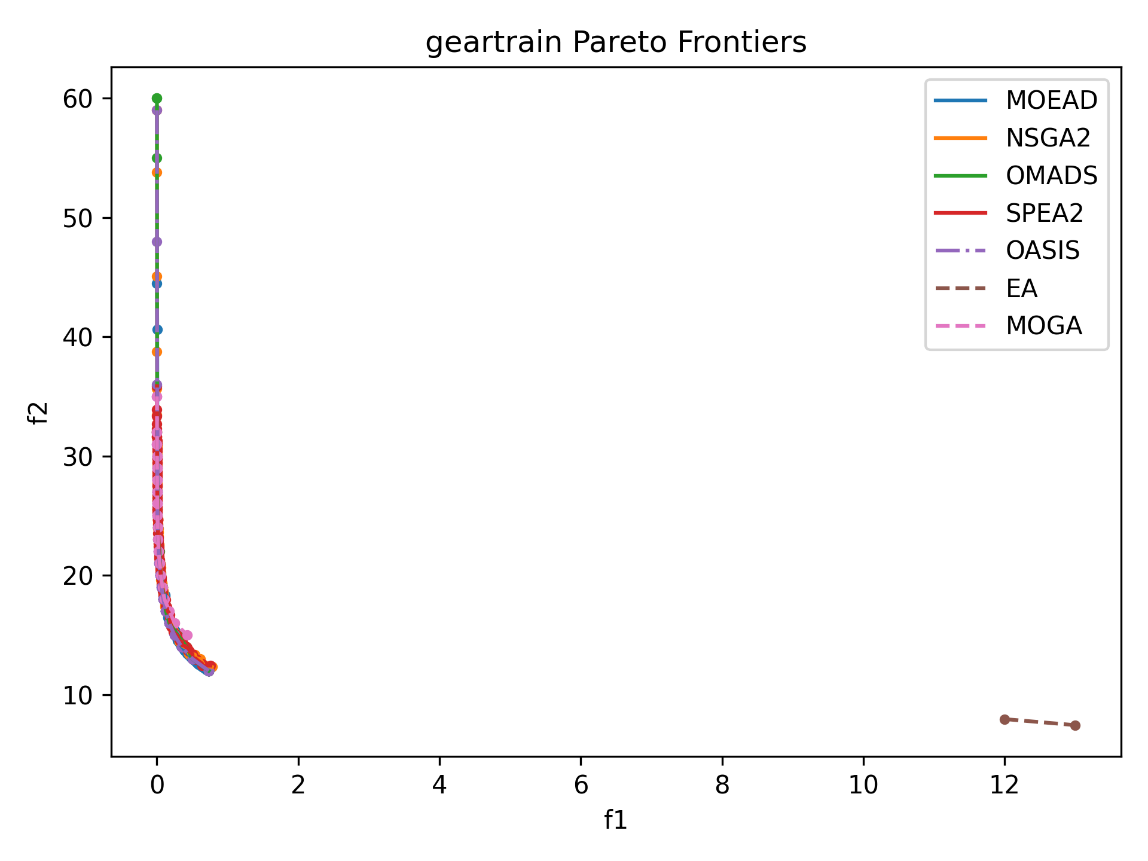 geartrain Pareto Frontiers
MOEAD
NSGA2
OMADS
SPEA2
OASIS
EA
MOGA
f2
60
50
40
30
20
10
0 2 4 6 8 10 12
f1